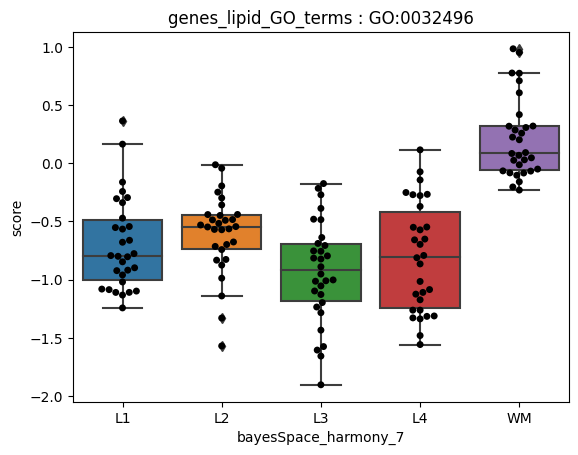 genes_lipid_GO_terms : GO:0032496
score
1.0
0.5
0.0
−0.5
−1.0
−1.5
−2.0
L1 L2 L3 L4 WM
bayesSpace_harmony_7